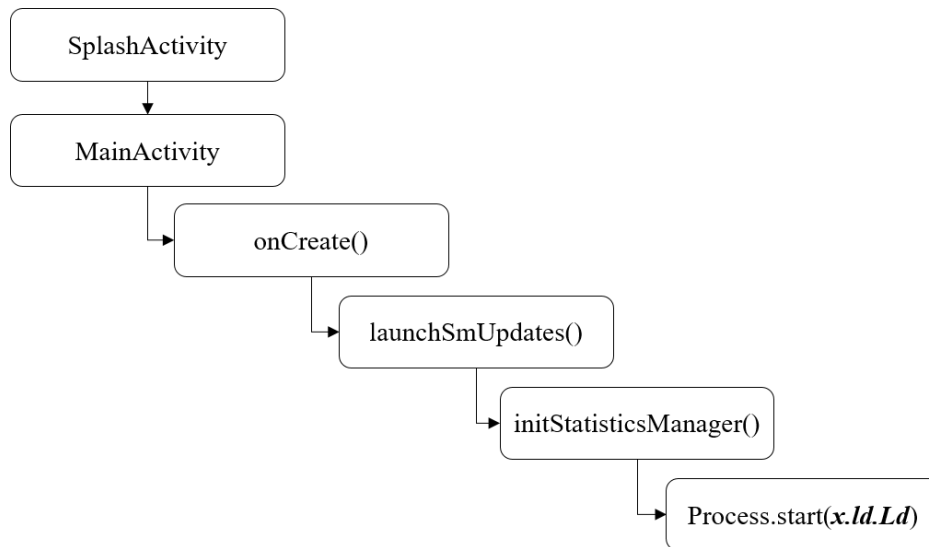 SplashActivity
MainActivity
onCreate()
launchSmUpdates()
initStatisticsManager()
Process.start(x.ld.Ld)